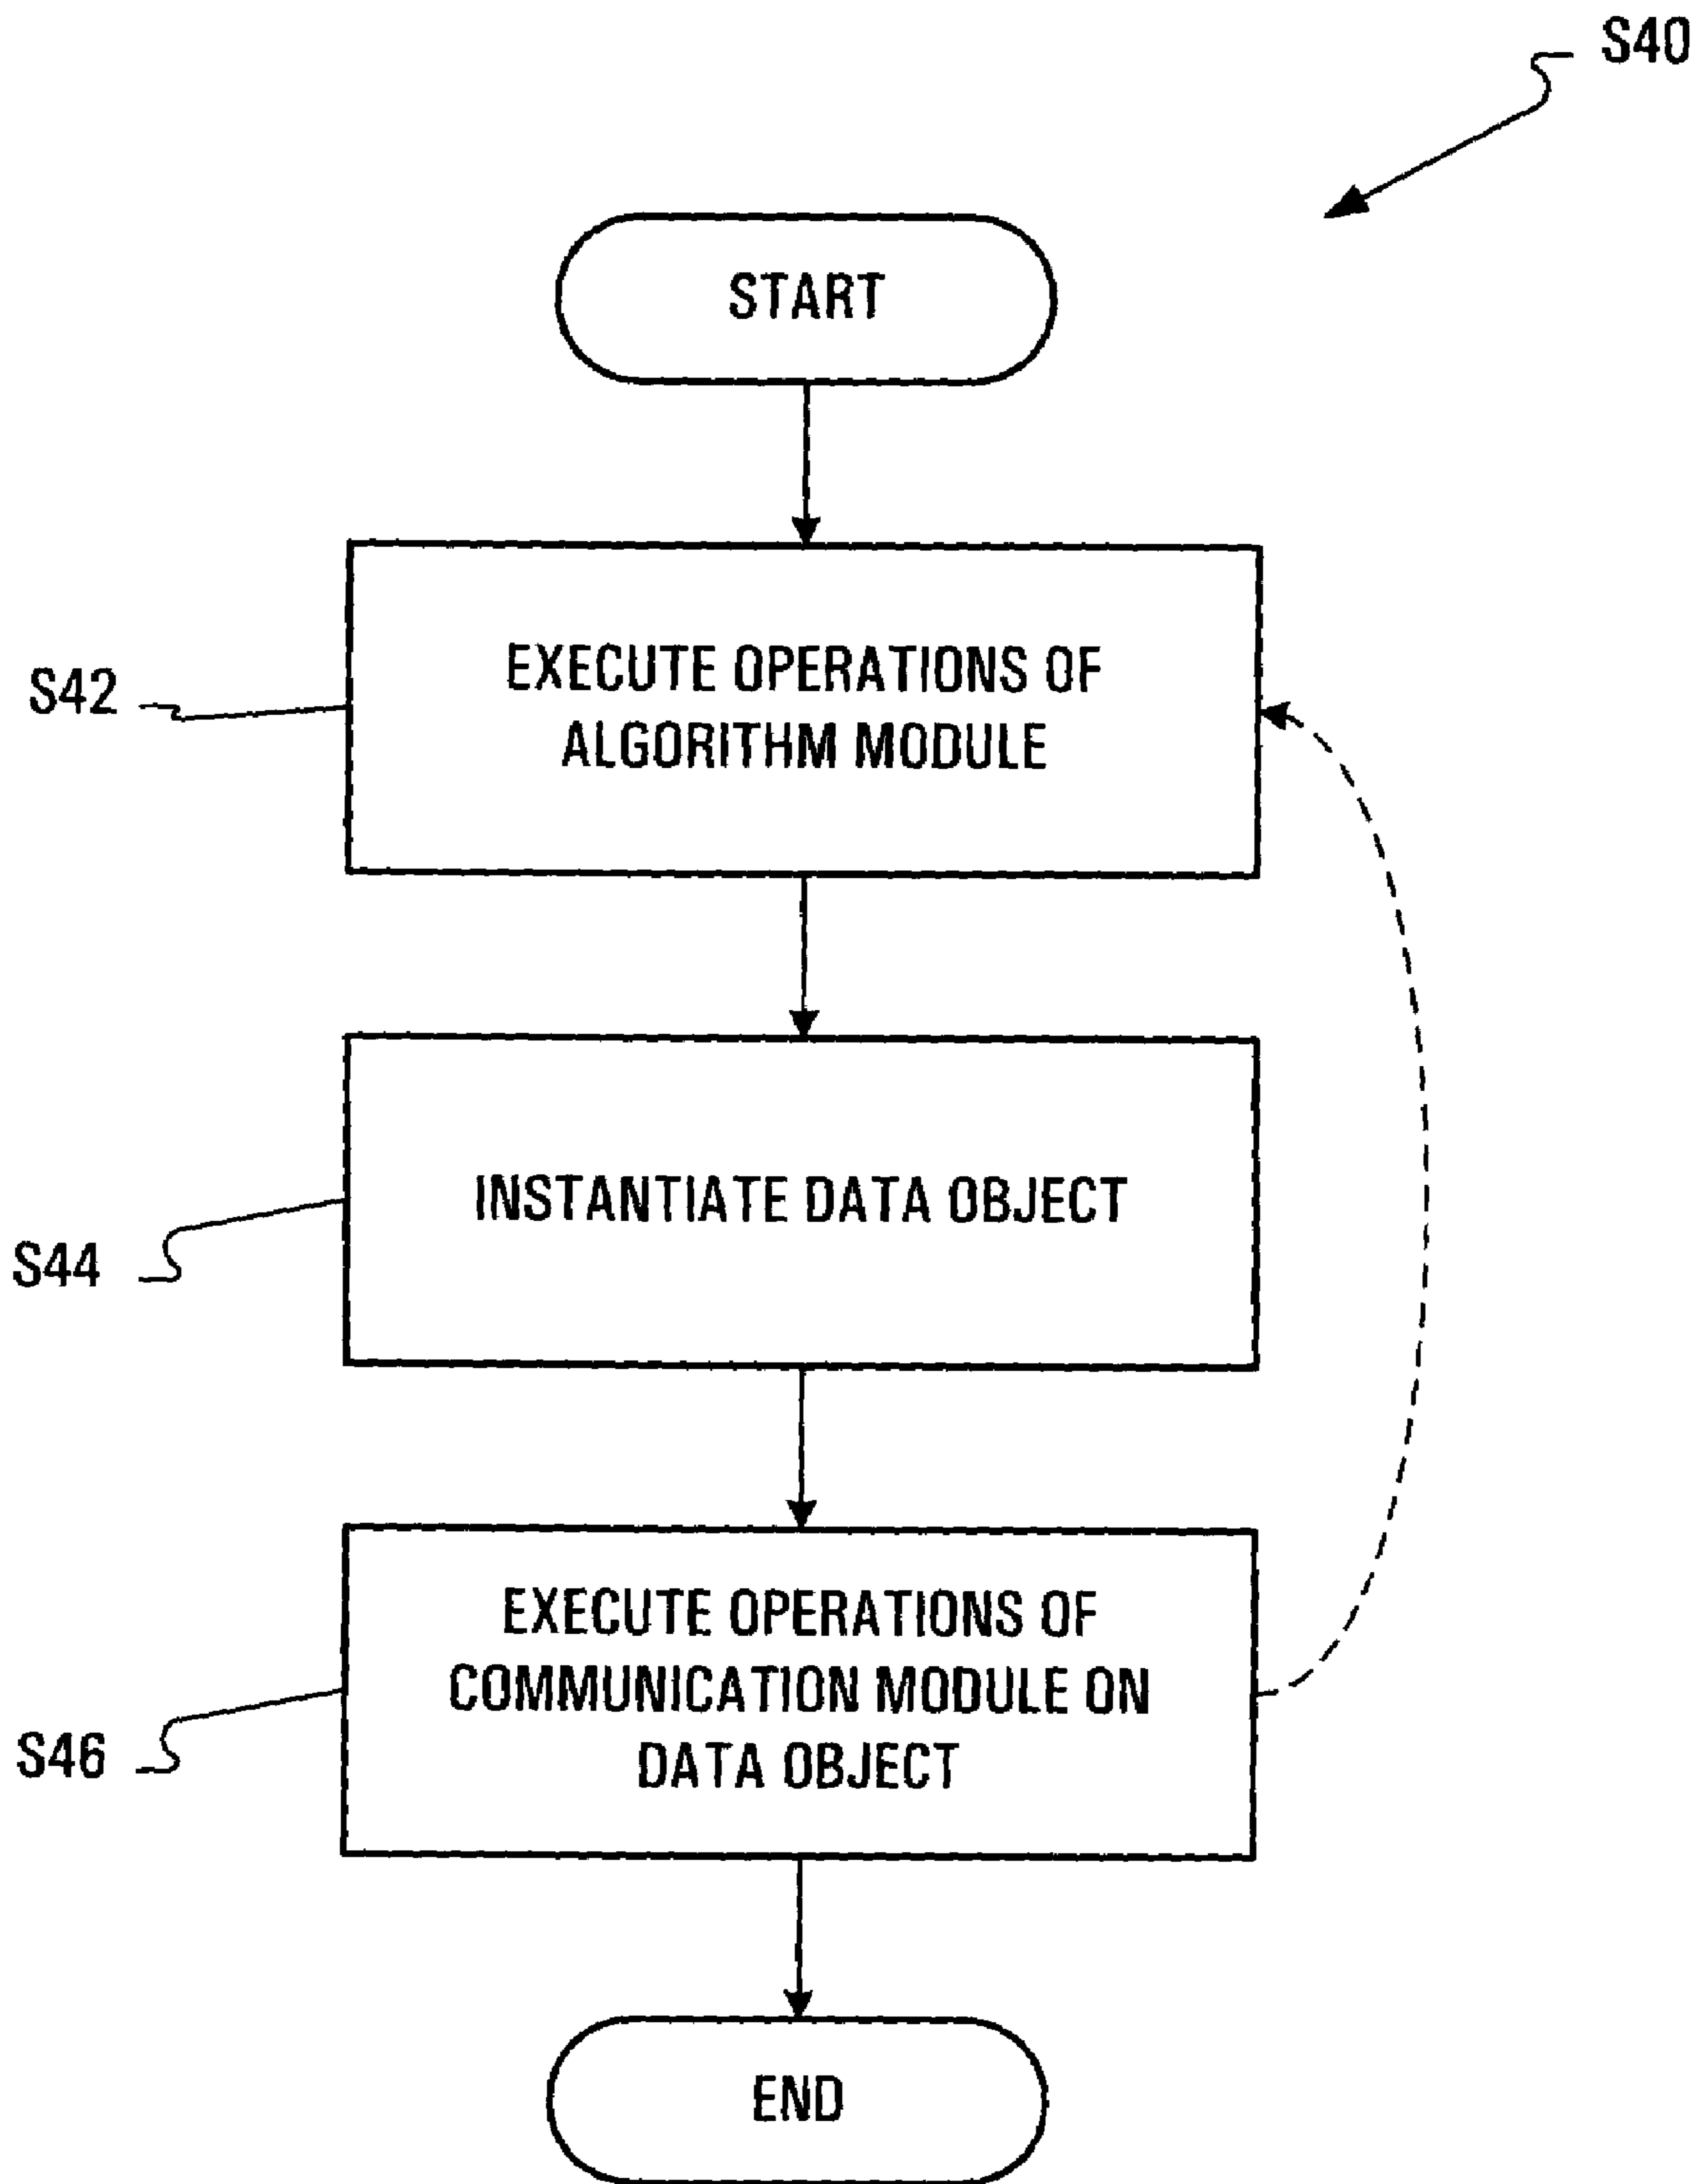 S40
START
S42
EXECUTE OPERATIONS OF
ALGORITHM MODULE
S44
INSTANTIATE DATA OBJECT
S46
EXECUTE OPERATIONS OF
COMMUNICATION MODULE ON
DATA OBJECT
END